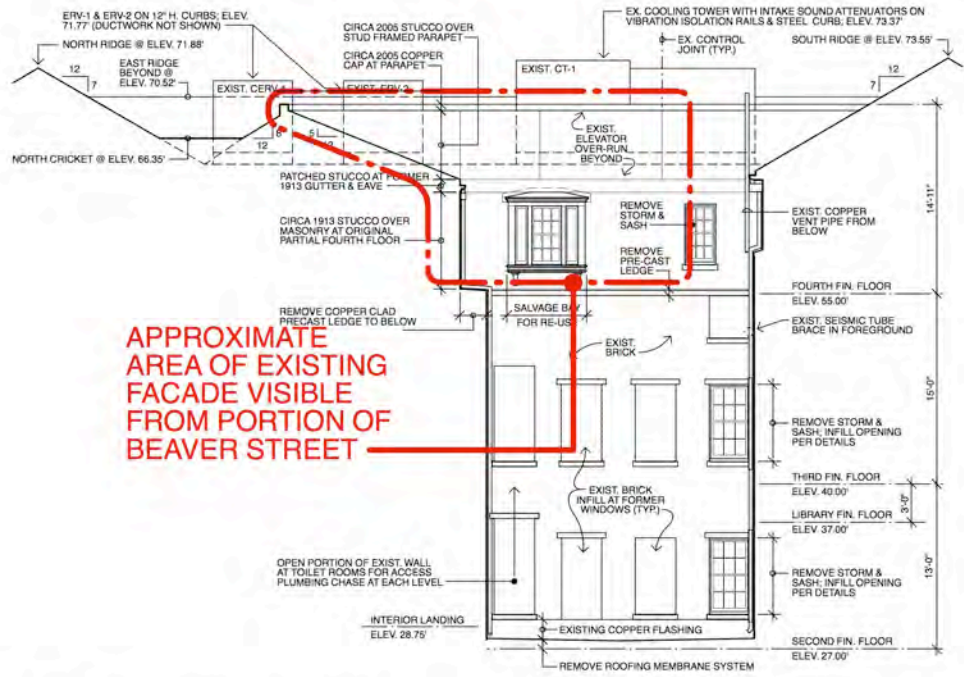 ERV-1 & ERV-2 ON 12" H. CURBS; ELEV.
71.77' (DUCTWORK NOT SHOWN)
NORTH RIDGE @ ELEV. 71.88'
EAST RIDGE
BEYOND @
ELEV. 70.52'
12
7
CIRCA 2005 STUCCO OVER
STUD FRAMED PARAPET
CIRCA 2005 COPPER
CAP AT PARAPET
EX. COOLING TOWER WITH INTAKE SOUND ATTENUATORS ON
VIBRATION ISOLATION RAILS & STEEL CURB; ELEV. 73.37'
EX. CONTROL
JOINT (TYP.)
SOUTH RIDGE @ ELEV. 73.55'
12
7
EXIST. CERV-1
EXIST. ERV-2
EXIST. CT-1
EXIST.
ELEVATOR
OVER-RUN
BEYOND
8
12
5
NORTH CRICKET @ ELEV. 66.35'
PATCHED STUCCO AT FORMER
1913 GUTTER & EAVE
CIRCA 1913 STUCCO OVER
MASONRY AT ORIGINAL
PARTIAL FOURTH FLOOR
REMOVE
STORM &
SASH
REMOVE
PRE-CAST
LEDGE
EXIST. COPPER
VENT PIPE FROM
BELOW
14'-11"
FOURTH FIN. FLOOR
ELEV. 55.00'
REMOVE COPPER CLAD
PRECAST LEDGE TO BELOW
SALVAGE BAY
FOR RE-USE
EXIST. SEISMIC TUBE
BRACE IN FOREGROUND
EXIST.
BRICK
APPROXIMATE
AREA OF EXISTING
FACADE VISIBLE
FROM PORTION OF
BEAVER STREET
15'-0"
REMOVE STORM &
SASH; INFILL OPENING
PER DETAILS
THIRD FIN. FLOOR
ELEV. 40.00'
3'-0"
LIBRARY FIN. FLOOR
ELEV. 37.00'
EXIST. BRICK
INFILL AT FORMER
WINDOWS (TYP.)
13'-0"
OPEN PORTION OF EXIST. WALL
AT TOILET ROOMS FOR ACCESS
PLUMBING CHASE AT EACH LEVEL
REMOVE STORM &
SASH; INFILL OPENING
PER DETAILS
INTERIOR LANDING
ELEV. 28.75'
EXISTING COPPER FLASHING
SECOND FIN. FLOOR
ELEV. 27.00'
REMOVE ROOFING MEMBRANE SYSTEM